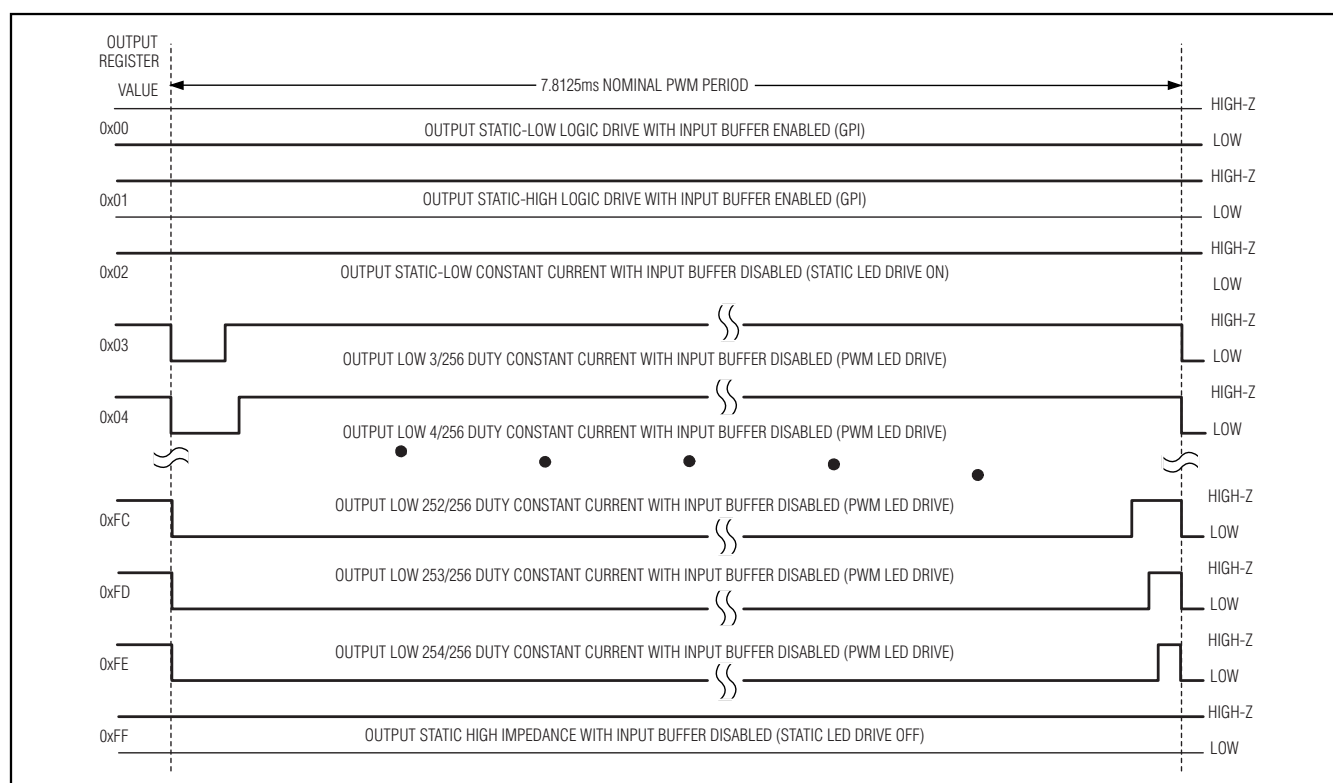 OUTPUT
REGISTER
VALUE
7.8125ms NOMINAL PWM PERIOD
HIGH-Z
0x00
OUTPUT STATIC-LOW LOGIC DRIVE WITH INPUT BUFFER ENABLED (GPI)
LOW
HIGH-Z
0x01
OUTPUT STATIC-HIGH LOGIC DRIVE WITH INPUT BUFFER ENABLED (GPI)
LOW
HIGH-Z
0x02
OUTPUT STATIC-LOW CONSTANT CURRENT WITH INPUT BUFFER DISABLED (STATIC LED DRIVE ON)
LOW
HIGH-Z
0x03
OUTPUT LOW 3/256 DUTY CONSTANT CURRENT WITH INPUT BUFFER DISABLED (PWM LED DRIVE)
LOW
HIGH-Z
0x04
OUTPUT LOW 4/256 DUTY CONSTANT CURRENT WITH INPUT BUFFER DISABLED (PWM LED DRIVE)
LOW
HIGH-Z
0xFC
OUTPUT LOW 252/256 DUTY CONSTANT CURRENT WITH INPUT BUFFER DISABLED (PWM LED DRIVE)
LOW
HIGH-Z
0xFD
OUTPUT LOW 253/256 DUTY CONSTANT CURRENT WITH INPUT BUFFER DISABLED (PWM LED DRIVE)
LOW
HIGH-Z
0xFE
OUTPUT LOW 254/256 DUTY CONSTANT CURRENT WITH INPUT BUFFER DISABLED (PWM LED DRIVE)
LOW
HIGH-Z
0xFF
OUTPUT STATIC HIGH IMPEDANCE WITH INPUT BUFFER DISABLED (STATIC LED DRIVE OFF)
LOW